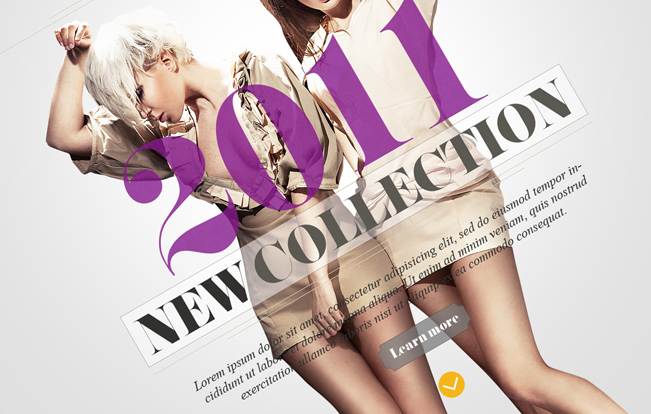 2011
NEW COLLECTION
Lorem ipsum dolor sit amet, consectetur adipisicing elit, sed do eiusmod tempor in-
cididunt ut labore et dolore magna aliqua. Ut enim ad minim veniam, quis nostrud
exercitation ullamco laboris nisi ut aliquip ex ea commodo consequat.
Learn more